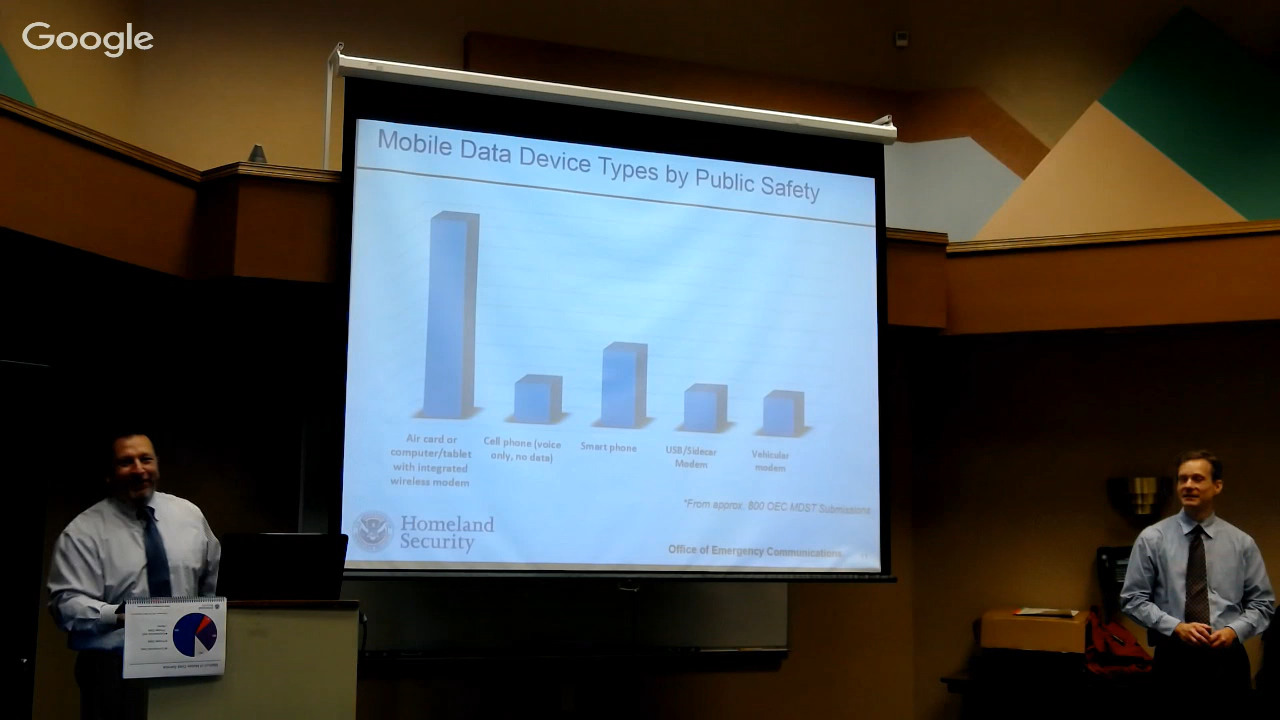 Google
Mobile Data Device Types by Public Safety
Air card or
computer/tablet
with integrated
wireless modem
Cell phone (voice
only, no data)
Smart phone
USB/Sidecar
Modem
Vehicular
modem
*From approx. 800 OEC MDST Submissions
Homeland
Security
Office of Emergency Communications